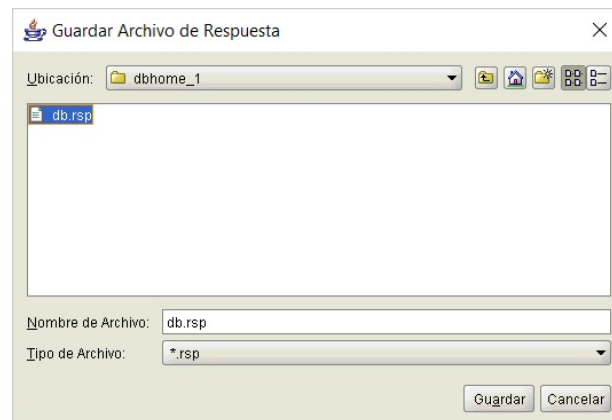 Guardar Archivo de Respuesta
Ubicación: dbhome_1
db.rsp
Nombre de Archivo: db.rsp
Tipo de Archivo: *.rsp
Guardar Cancelar